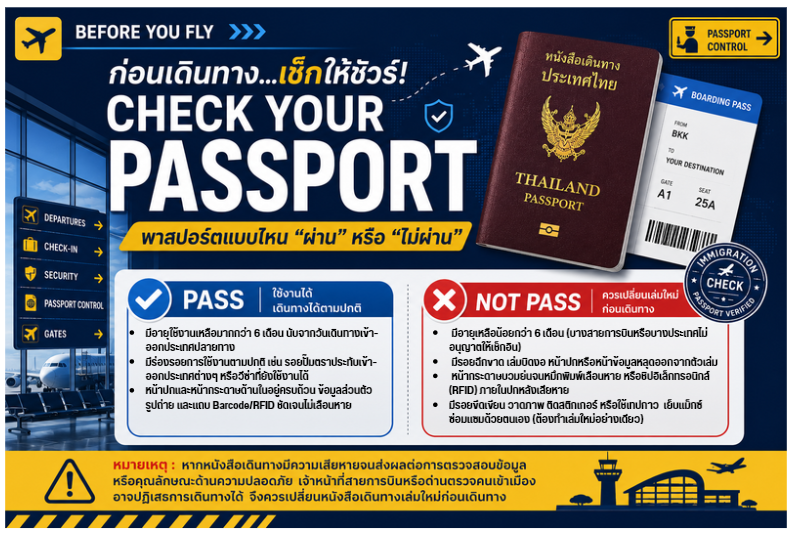 BEFORE YOU FLY
PASSPORT
CONTROL
ก่อนเดินทาง...เช็กให้ชัวร์!
CHECK YOUR
PASSPORT
พาสปอร์ตแบบไหน “ผ่าน” หรือ “ไม่ผ่าน”
หนังสือเดินทาง
ประเทศไทย
THAILAND
PASSPORT
BOARDING PASS
FROM
BKK
TO
YOUR DESTINATION
GATE
A1
SEAT
25A
IMMIGRATION
CHECK
PASSPORT VERIFIED
DEPARTURES
CHECK-IN
SECURITY
PASSPORT CONTROL
GATES
PASS
ใช้งานได้
เดินทางได้ตามปกติ
• มีอายุใช้งานเหลือมากกว่า 6 เดือน นับจากวันเดินทางเข้า-
ออกประเทศปลายทาง
• มีร่องรอยการใช้งานตามปกติ เช่น รอยปั๊มตราประทับเข้า-
ออกประเทศต่างๆ หรือวีซ่าที่ยังใช้งานได้
• หน้าปกและหน้ากระดาษด้านในอยู่ครบถ้วน ข้อมูลส่วนตัว
รูปถ่าย และแถบ Barcode/RFID ชัดเจนไม่เลือนหาย
NOT PASS
ควรเปลี่ยนเล่มใหม่
ก่อนเดินทาง
• มีอายุเหลือน้อยกว่า 6 เดือน (บางสายการบินหรือบางประเทศไม่
อนุญาตให้เช็กอิน)
• มีรอยฉีกขาด เล่มบิดงอ หน้าปกหรือหน้าข้อมูลหลุดออกจากตัวเล่ม
• หน้ากระดาษบวมย่นจนหมึกพิมพ์เลือนหาย หรือชิปอิเล็กทรอนิกส์
(RFID) ภายในปกหลังเสียหาย
• มีรอยขีดเขียน วาดภาพ ติดสติกเกอร์ หรือใช้เทปกาว เย็บแม็กซ์
ซ่อมแซมด้วยตนเอง (ต้องทำเล่มใหม่อย่างเดียว)
หมายเหตุ : หากหนังสือเดินทางมีความเสียหายจนส่งผลต่อการตรวจสอบข้อมูล
หรือคุณลักษณะด้านความปลอดภัย เจ้าหน้าที่สายการบินหรือด่านตรวจคนเข้าเมือง
อาจปฏิเสธการเดินทางได้ จึงควรเปลี่ยนหนังสือเดินทางเล่มใหม่ก่อนเดินทาง